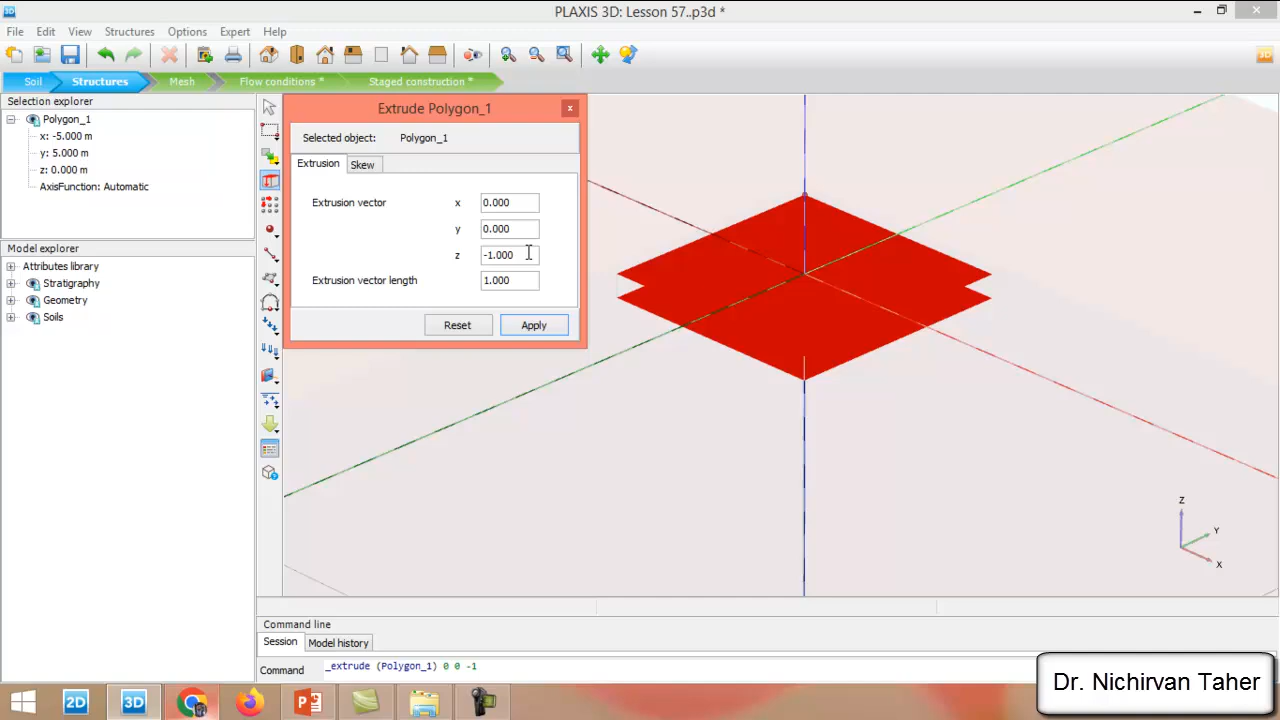 PLAXIS 3D: Lesson 57..p3d *
File Edit View Structures Options Expert Help
Soil Structures Mesh Flow conditions * Staged construction *
Selection explorer
Polygon_1
x: -5.000 m
y: 5.000 m
z: 0.000 m
AxisFunction: Automatic
Model explorer
Attributes library
Stratigraphy
Geometry
Soils
Extrude Polygon_1
Selected object: Polygon_1
Extrusion Skew
Extrusion vector x 0.000
y 0.000
z -1.000
Extrusion vector length 1.000
Reset Apply
Z
Y
X
Command line
Session Model history
Command _extrude (Polygon_1) 0 0 -1
2D 3D
Dr. Nichirvan Taher